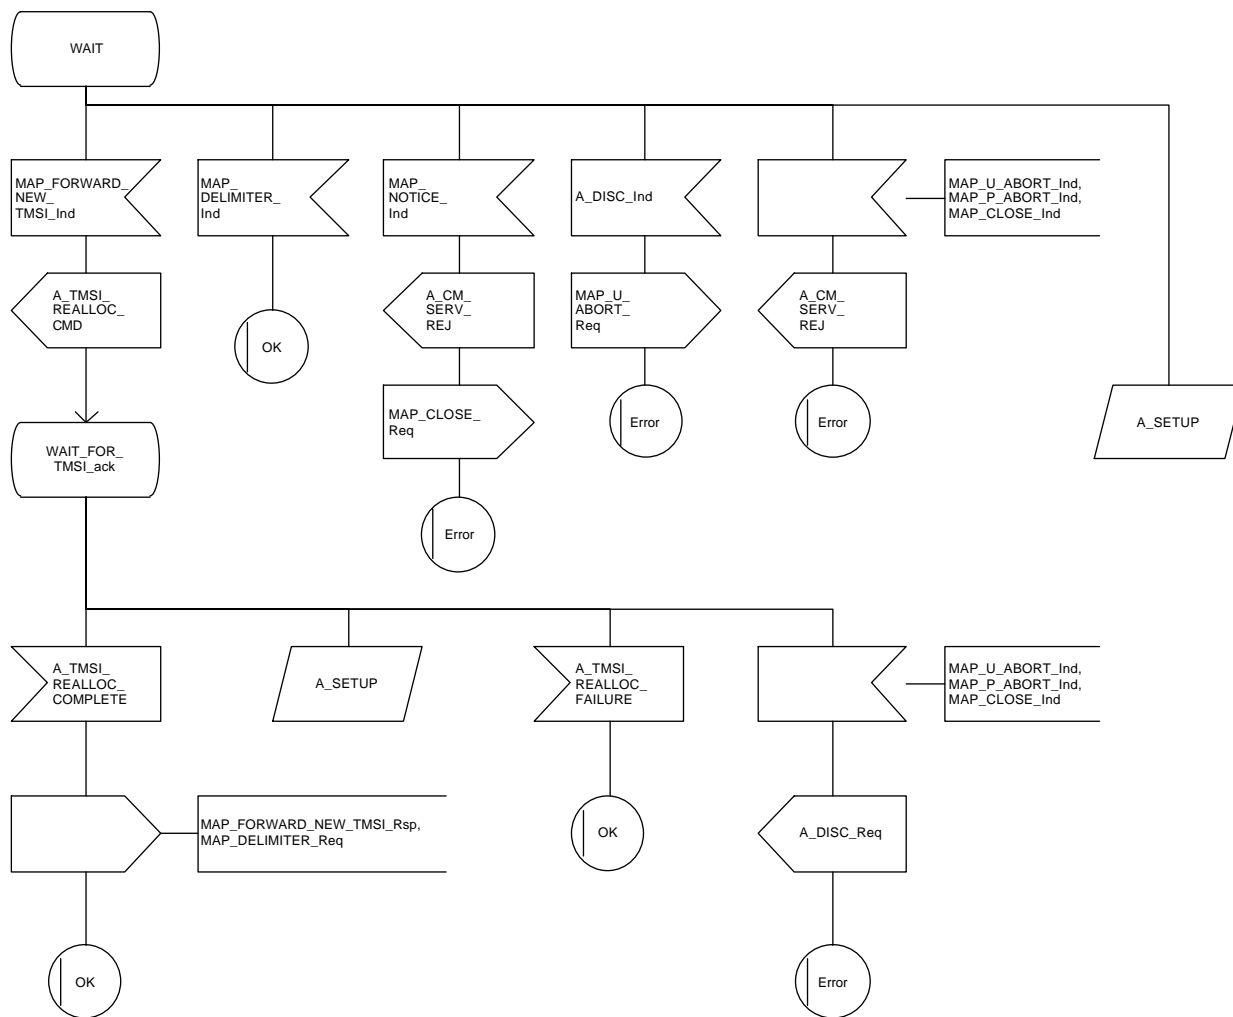 WAIT
MAP_FORWARD_
NEW_
TMSI_Ind
MAP_
DELIMITER_
Ind
MAP_
NOTICE_
Ind
A_DISC_Ind
MAP_U_ABORT_Ind,
MAP_P_ABORT_Ind,
MAP_CLOSE_Ind
A_TMSI_
REALLOC_
CMD
OK
A_CM_
SERV_
REJ
MAP_U_
ABORT_
Req
A_CM_
SERV_
REJ
MAP_CLOSE_
Req
Error
Error
A_SETUP
WAIT_FOR_
TMSI_ack
Error
A_TMSI_
REALLOC_
COMPLETE
A_SETUP
A_TMSI_
REALLOC_
FAILURE
MAP_U_ABORT_Ind,
MAP_P_ABORT_Ind,
MAP_CLOSE_Ind
MAP_FORWARD_NEW_TMSI_Rsp,
MAP_DELIMITER_Req
OK
A_DISC_Req
OK
Error